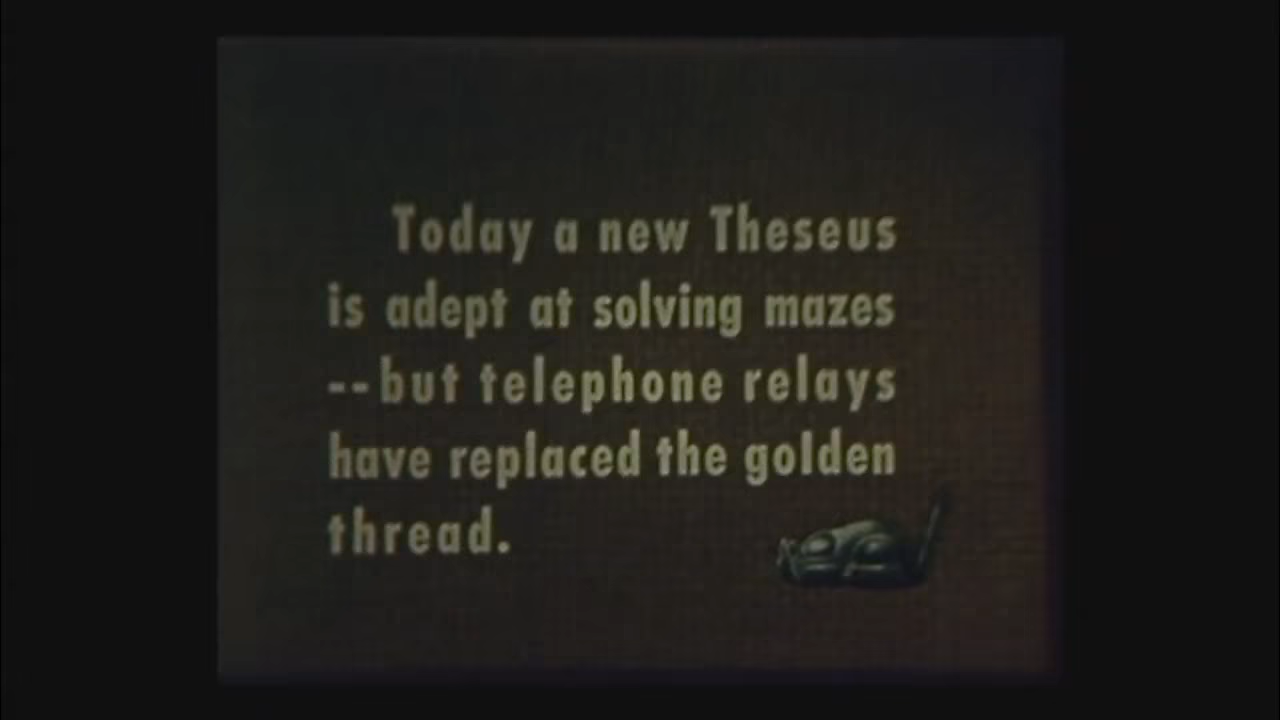 Today a new Theseus
is adept at solving mazes
--but telephone relays
have replaced the golden
thread.